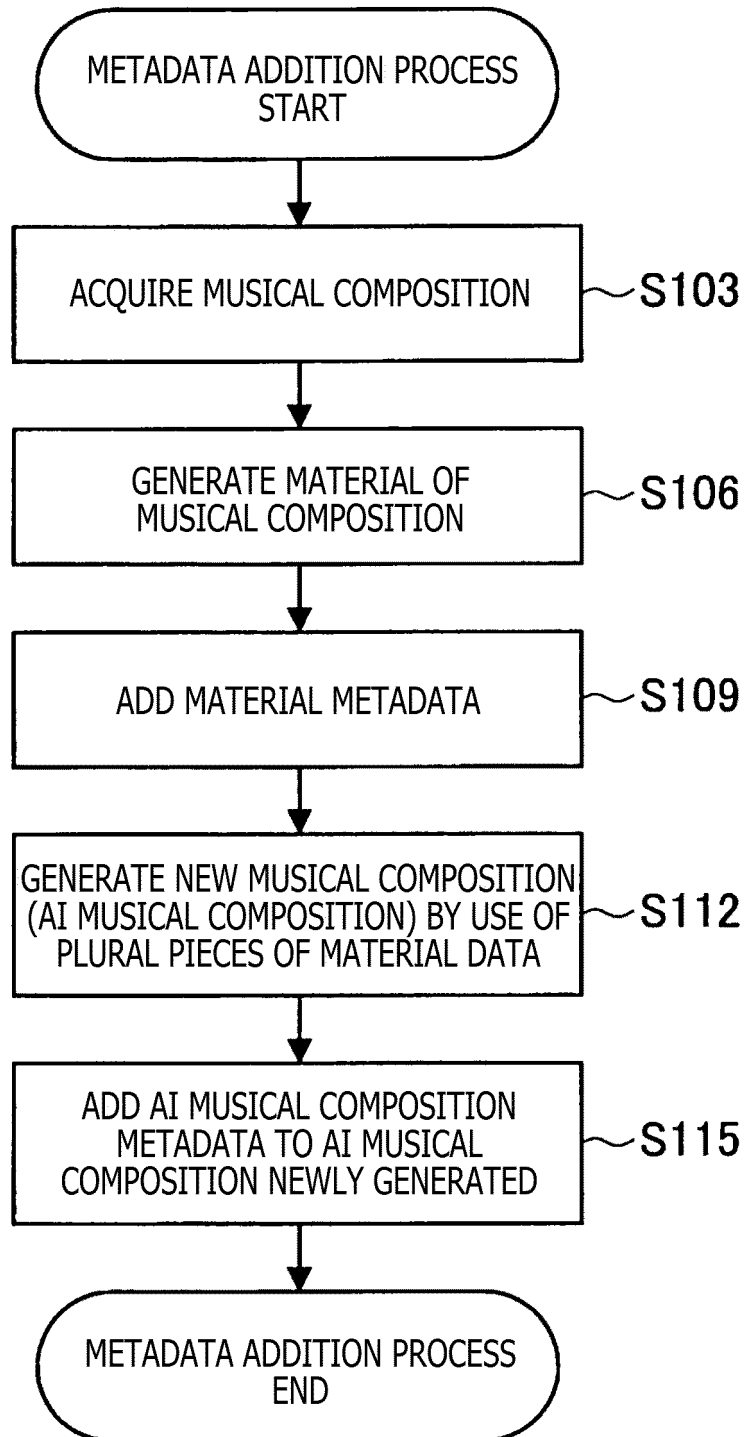 METADATA ADDITION PROCESS
START
ACQUIRE MUSICAL COMPOSITION
S103
GENERATE MATERIAL OF
MUSICAL COMPOSITION
S106
ADD MATERIAL METADATA
S109
GENERATE NEW MUSICAL COMPOSITION
(AI MUSICAL COMPOSITION) BY USE OF
PLURAL PIECES OF MATERIAL DATA
S112
ADD AI MUSICAL COMPOSITION
METADATA TO AI MUSICAL
COMPOSITION NEWLY GENERATED
S115
METADATA ADDITION PROCESS
END